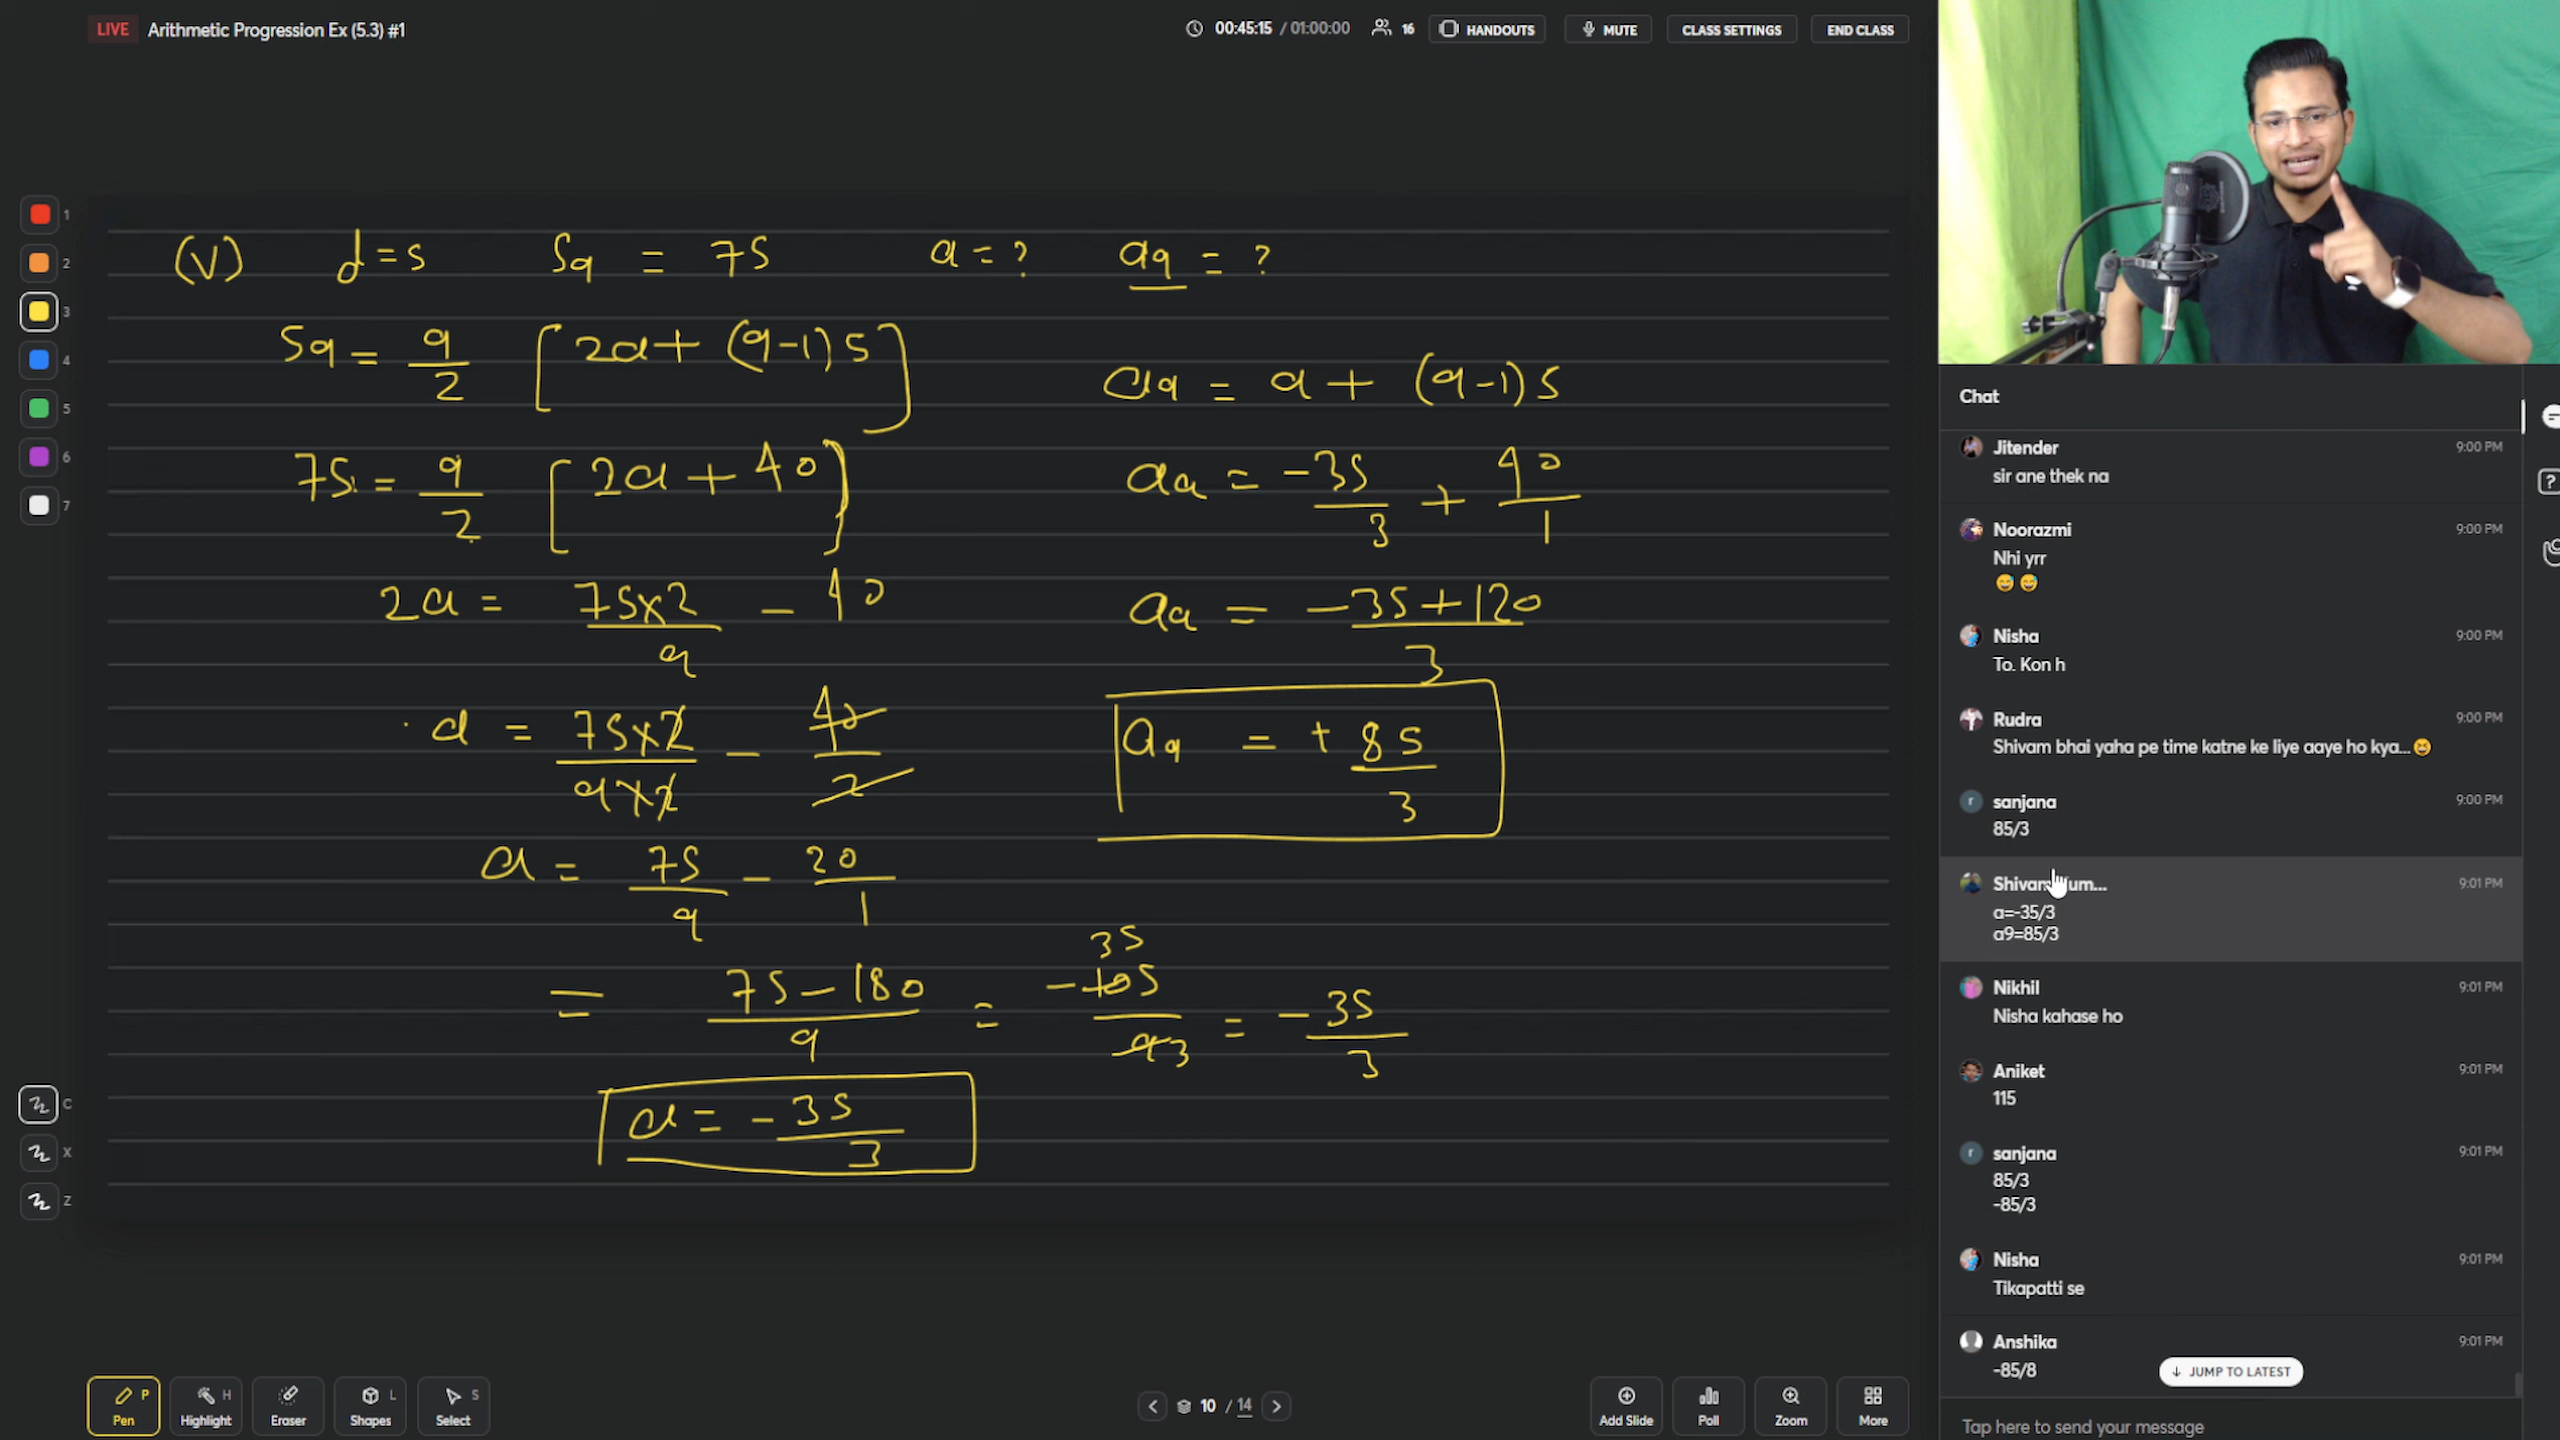 LIVE Arithmetic Progression Ex (5.3) #1
00:45:15 / 01:00:00 16 HANDOUTS MUTE CLASS SETTINGS END CLASS
1
2
3
4
5
6
7
(V) d=5 S9 = 75 a=? a9 = ?
S9 = 9/2 [2a+(9-1)5]
75 = 9/2 [2a+40]
2a = 75x2/9 - 40
a = 75x2/9x2 - 40/2
a = 75/9 - 20/1
= 75-180/9 = -105/9 35 3 = -35/3
a = -35/3
a9 = a+(9-1)5
a9 = -35/3 + 40/1
a9 = -35+120/3
a9 = +85/3
C
X
Z
Pen P
Highlight H
Eraser
Shapes L
Select S
10 / 14
Add Slide
Poll
Zoom
More
Chat
Jitender 9:00 PM
sir ane thek na
Noorazmi 9:00 PM
Nhi yrr
😅😅
Nisha 9:00 PM
To. Kon h
Rudra 9:00 PM
Shivam bhai yaha pe time katne ke liye aaye ho kya...😆
sanjana 9:00 PM
85/3
9:01 PM
a=-35/3
a9=85/3
Nikhil 9:01 PM
Nisha kahase ho
Aniket 9:01 PM
115
sanjana 9:01 PM
85/3
-85/3
Nisha 9:01 PM
Tikapatti se
Anshika 9:01 PM
-85/8
↓ JUMP TO LATEST
Tap here to send your message